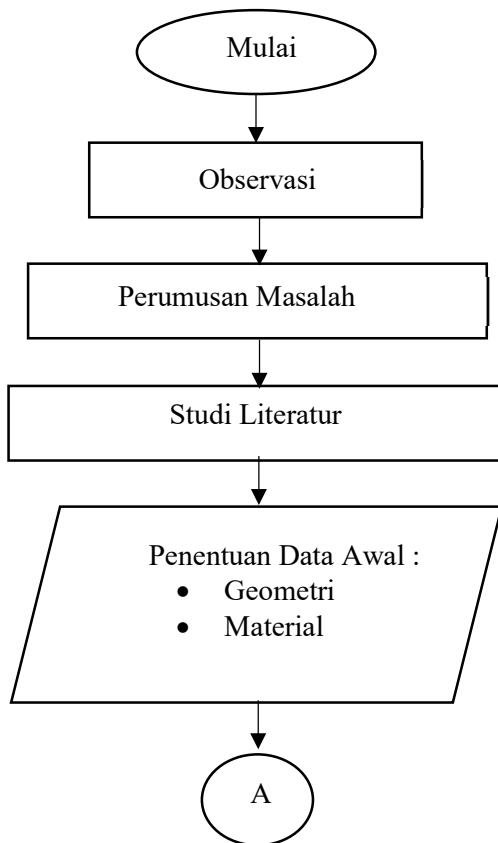 Mulai
Observasi
Perumusan Masalah
Studi Literatur
Penentuan Data Awal :
• Geometri
• Material
A